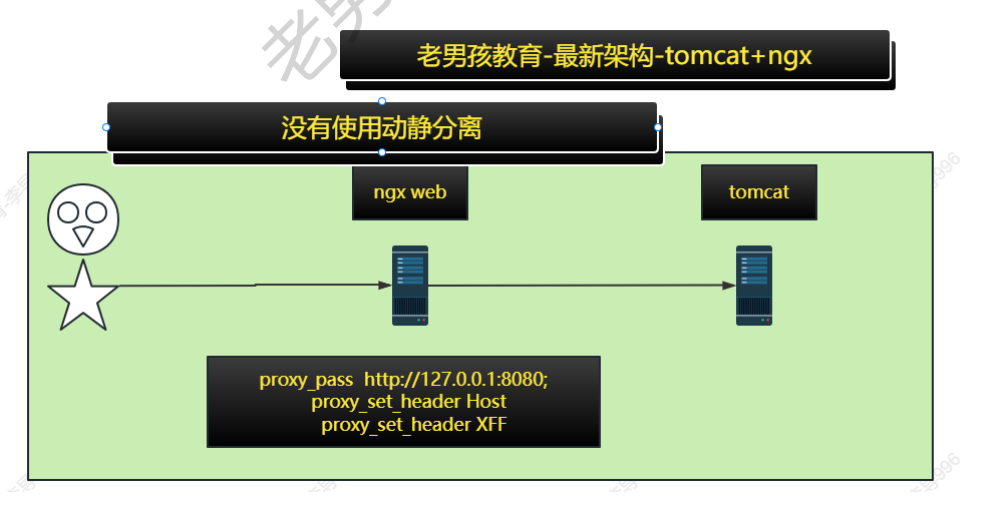 老男孩教育-最新架构-tomcat+ngx
没有使用动静分离
ngx web
tomcat
proxy_pass http://127.0.0.1:8080;
proxy_set_header Host
proxy_set_header XFF